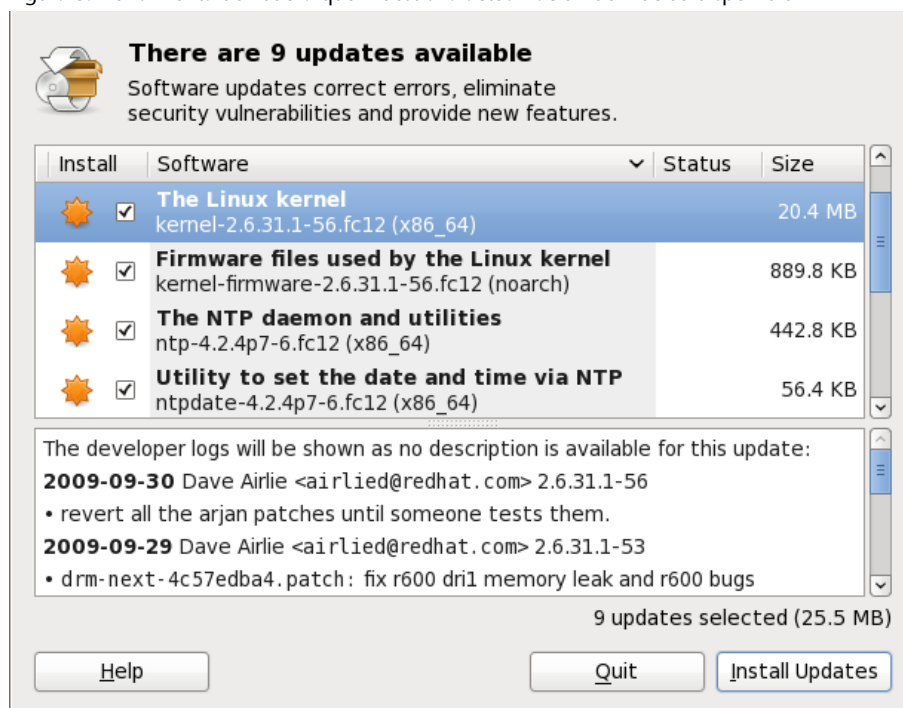 There are 9 updates available
Software updates correct errors, eliminate
security vulnerabilities and provide new features.
Install Software Status Size
The Linux kernel
kernel-2.6.31.1-56.fc12 (x86_64) 20.4 MB
Firmware files used by the Linux kernel
kernel-firmware-2.6.31.1-56.fc12 (noarch) 889.8 KB
The NTP daemon and utilities
ntp-4.2.4p7-6.fc12 (x86_64) 442.8 KB
Utility to set the date and time via NTP
ntpdate-4.2.4p7-6.fc12 (x86_64) 56.4 KB
The developer logs will be shown as no description is available for this update:
2009-09-30 Dave Airlie <airlied@redhat.com> 2.6.31.1-56
• revert all the arjan patches until someone tests them.
2009-09-29 Dave Airlie <airlied@redhat.com> 2.6.31.1-53
• drm-next-4c57edba4.patch: fix r600 dri1 memory leak and r600 bugs
9 updates selected (25.5 MB)
Help Quit Install Updates